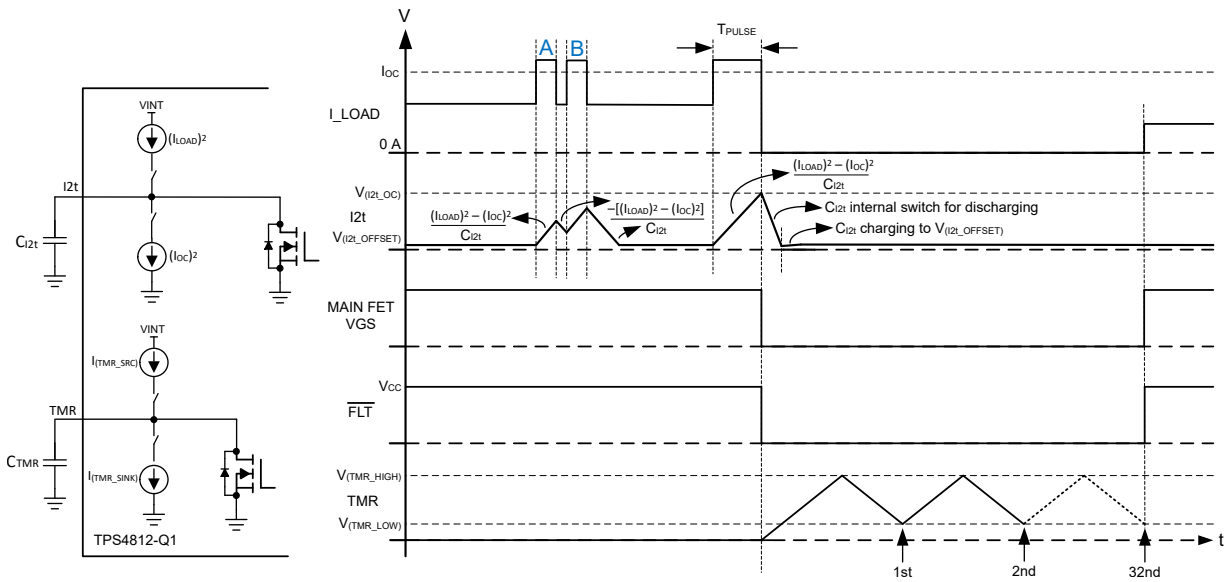 VINT
(ILOAD)²
I2t
CI2t
(IOC)²
VINT
I(TMR_SRC)
TMR
CTMR
I(TMR_SINK)
TPS4812-Q1
V
A
B
TPULSE
IOC
I_LOAD
0 A
V(I2t_OC)
I2t
V(I2t_OFFSET)
(ILOAD)² – (IOC)²
CI2t
–[(ILOAD)² – (IOC)²]
CI2t
(ILOAD)² – (IOC)²
CI2t
CI2t internal switch for discharging
CI2t charging to V(I2t_OFFSET)
MAIN FET
VGS
VCC
FLT
V(TMR_HIGH)
TMR
V(TMR_LOW)
t
1st
2nd
32nd